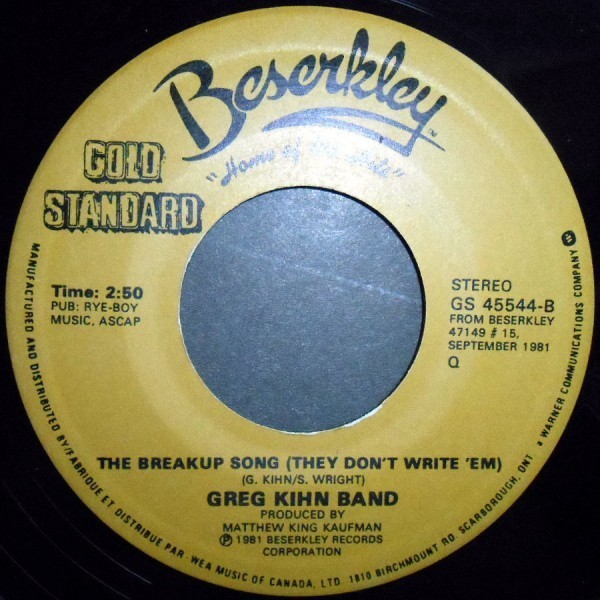 Beserkley™
"Home of the Hits"
GOLD
STANDARD
Time: 2:50
PUB: RYE-BOY
MUSIC, ASCAP
STEREO
GS 45544-B
FROM BESERKLEY
47149 # 15,
SEPTEMBER 1981
Q
THE BREAKUP SONG (THEY DON'T WRITE 'EM)
(G. KIHN/S. WRIGHT)
GREG KIHN BAND
PRODUCED BY
MATTHEW KING KAUFMAN
℗ 1981 BESERKLEY RECORDS
CORPORATION
MANUFACTURED AND DISTRIBUTED BY/FABRIQUE ET DISTRIBUE PAR - WEA MUSIC OF CANADA, LTD. 1810 BIRCHMOUNT RD. SCARBOROUGH, ONT a WARNER COMMUNICATIONS COMPANY